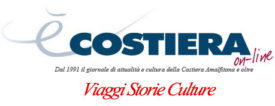 è COSTIERA
on-line
Dal 1991 il giornale di attualità e cultura della Costiera Amalfitana e oltre
Viaggi Storie Culture